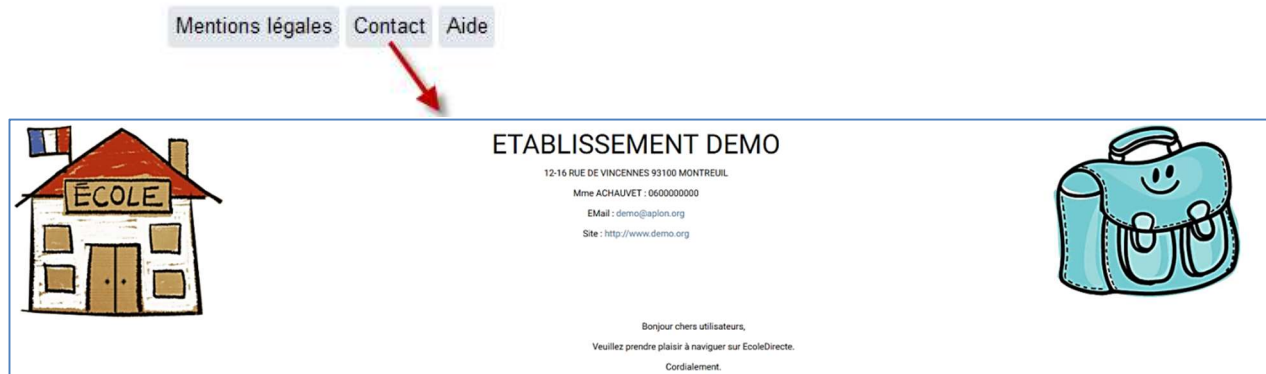 Mentions légales Contact Aide
ÉCOLE
ETABLISSEMENT DEMO
12-16 RUE DE VINCENNES 93100 MONTREUIL
Mme ACHAUVET : 0600000000
EMail : demo@aplon.org
Site : http://www.demo.org
Bonjour chers utilisateurs,
Veuillez prendre plaisir à naviguer sur EcoleDirecte.
Cordialement.